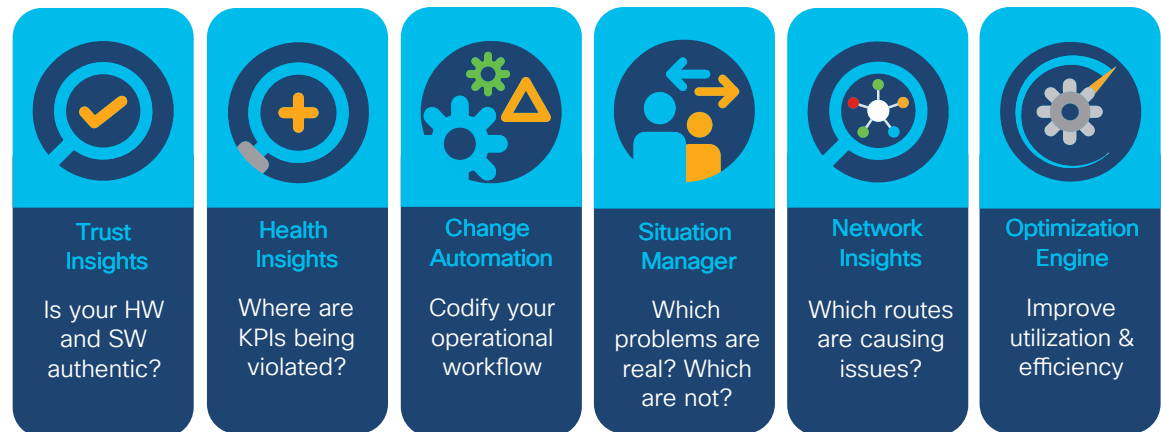 Trust
Insights
Is your HW
and SW
authentic?
Health
Insights
Where are
KPIs being
violated?
Change
Automation
Codify your
operational
workflow
Situation
Manager
Which
problems are
real? Which
are not?
Network
Insights
Which routes
are causing
issues?
Optimization
Engine
Improve
utilization &
efficiency